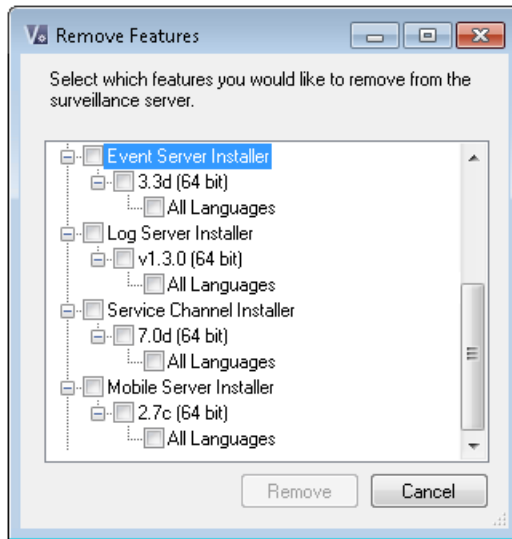 Remove Features
Select which features you would like to remove from the
surveillance server.
Event Server Installer
3.3d (64 bit)
All Languages
Log Server Installer
v1.3.0 (64 bit)
All Languages
Service Channel Installer
7.0d (64 bit)
All Languages
Mobile Server Installer
2.7c (64 bit)
All Languages
Remove Cancel